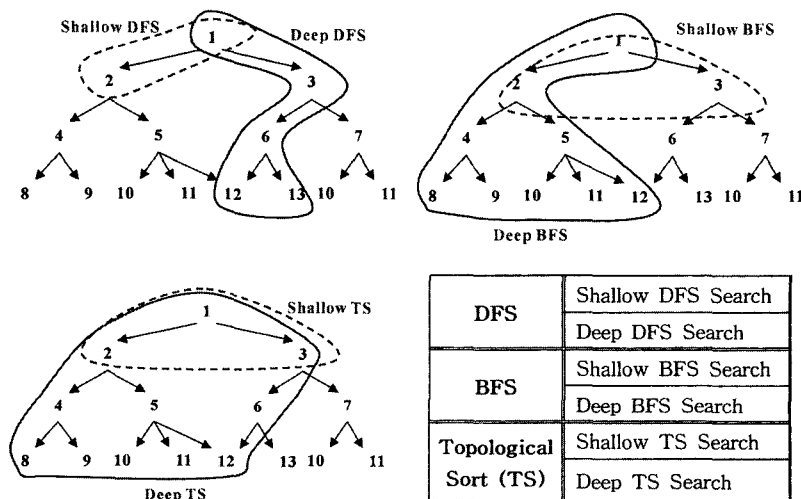 Shallow DFS
Deep DFS
1
2 3
4 5 6 7
8 9 10 11 12 13 10 11
Shallow BFS
1
2 3
4 5 6 7
8 9 10 11 12 13 10 11
Deep BFS
Shallow TS
1
2 3
4 5 6 7
8 9 10 11 12 13 10 11
Deep TS
DFS
Shallow DFS Search
Deep DFS Search
BFS
Shallow BFS Search
Deep BFS Search
Topological
Sort (TS)
Shallow TS Search
Deep TS Search